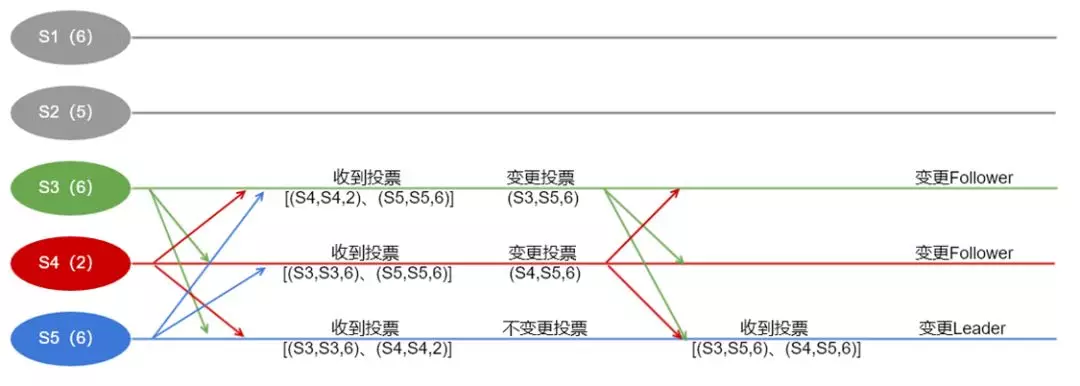 S1（6）
S2（5）
S3（6）
收到投票
[(S4,S4,2)、(S5,S5,6)]
变更投票
(S3,S5,6)
变更Follower
S4（2）
收到投票
[(S3,S3,6)、(S5,S5,6)]
变更投票
(S4,S5,6)
变更Follower
S5（6）
收到投票
[(S3,S3,6)、(S4,S4,2)]
不变更投票
收到投票
[(S3,S5,6)、(S4,S5,6)]
变更Leader